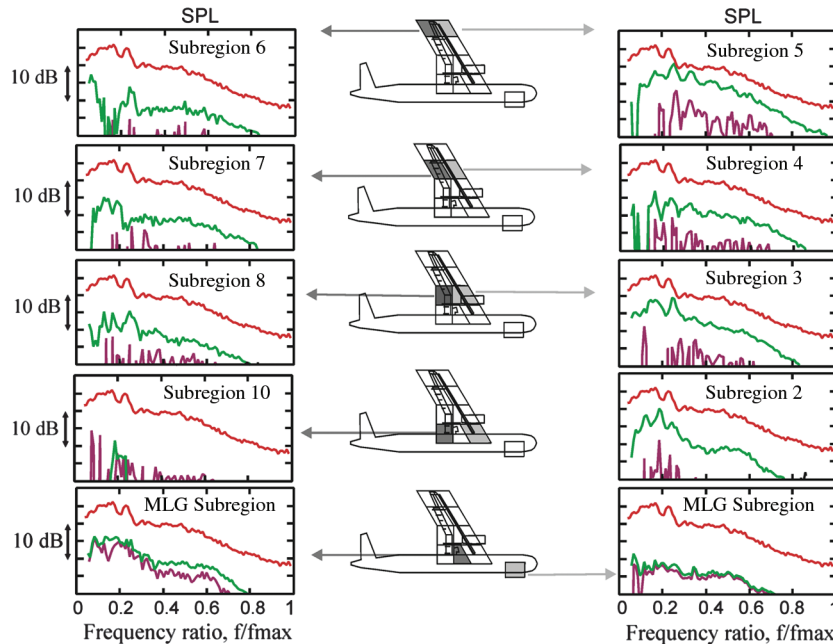 SPL SPL
Subregion 6 Subregion 5
10 dB
Subregion 7 Subregion 4
10 dB
Subregion 8 Subregion 3
10 dB
Subregion 10 Subregion 2
10 dB
MLG Subregion MLG Subregion
10 dB
0 0.2 0.4 0.6 0.8 1 0 0.2 0.4 0.6 0.8 1
Frequency ratio, f/fmax Frequency ratio, f/fmax